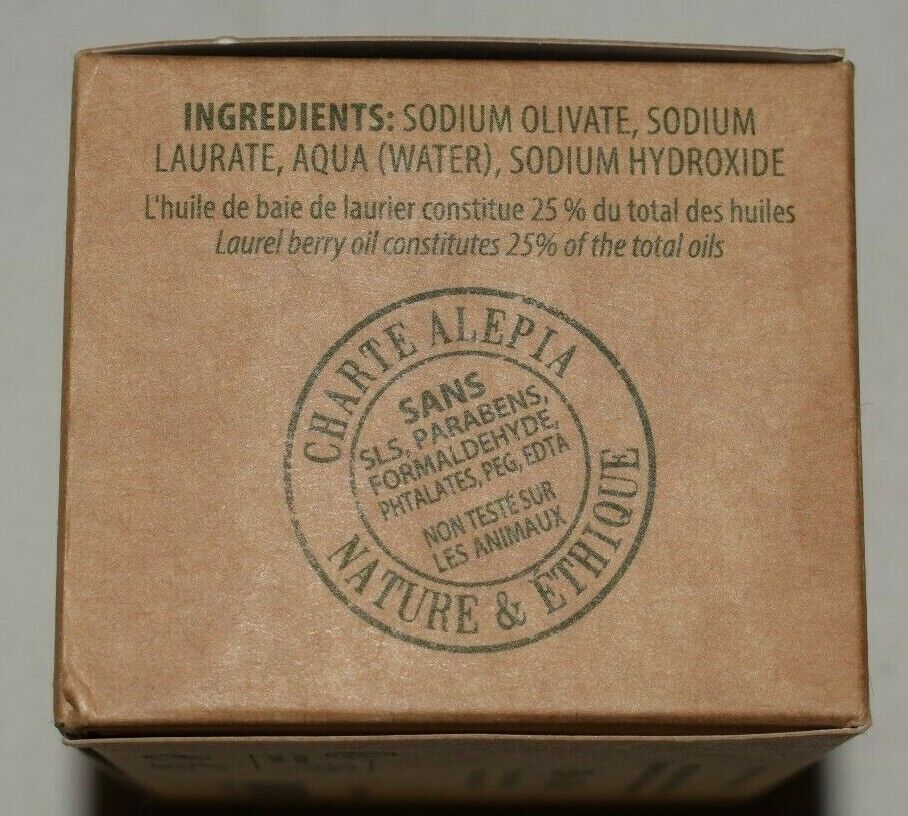 INGREDIENTS: SODIUM OLIVATE, SODIUM
LAURATE, AQUA (WATER), SODIUM HYDROXIDE
L'huile de baie de laurier constitue 25 % du total des huiles
Laurel berry oil constitutes 25% of the total oils
CHARTE ALEPIA
SANS
SLS, PARABENS,
FORMALDEHYDE,
PHTALATES, PEG, EDTA
NON TESTÉ SUR
LES ANIMAUX
NATURE & ÉTHIQUE